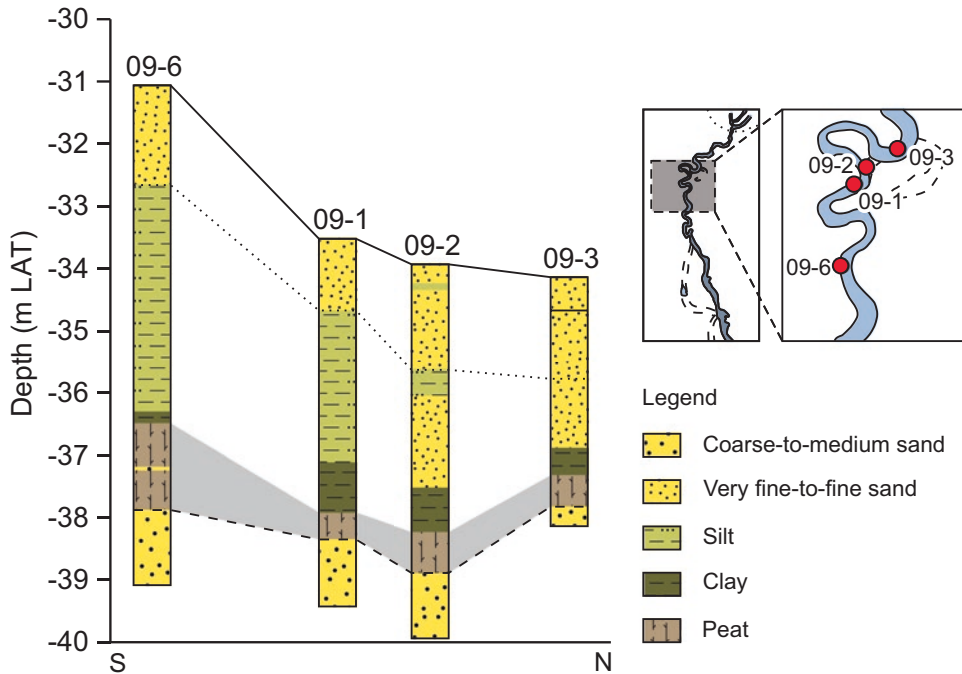 Depth (m LAT)
-30
-31
-32
-33
-34
-35
-36
-37
-38
-39
-40
09-6
09-1
09-2
09-3
S
N
09-3
09-2
09-1
09-6
Legend
Coarse-to-medium sand
Very fine-to-fine sand
Silt
Clay
Peat